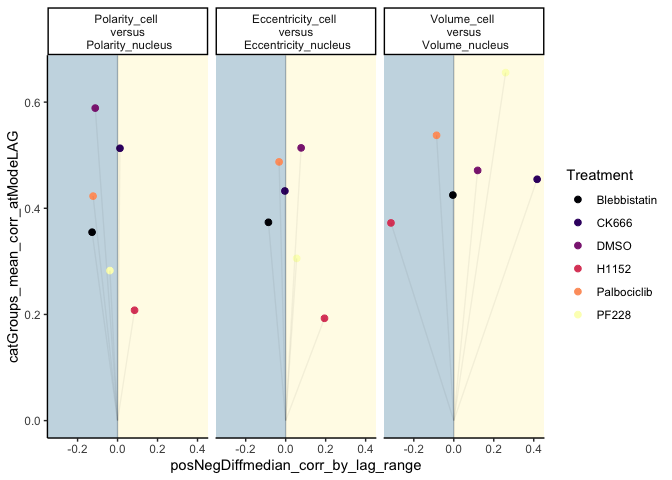 Polarity_cell
versus
Polarity_nucleus
Eccentricity_cell
versus
Eccentricity_nucleus
Volume_cell
versus
Volume_nucleus
catGroups_mean_corr_atModeLAG
0.6
0.4
0.2
0.0
-0.2 0.0 0.2 0.4
-0.2 0.0 0.2 0.4
-0.2 0.0 0.2 0.4
posNegDiffmedian_corr_by_lag_range
Treatment
Blebbistatin
CK666
DMSO
H1152
Palbociclib
PF228